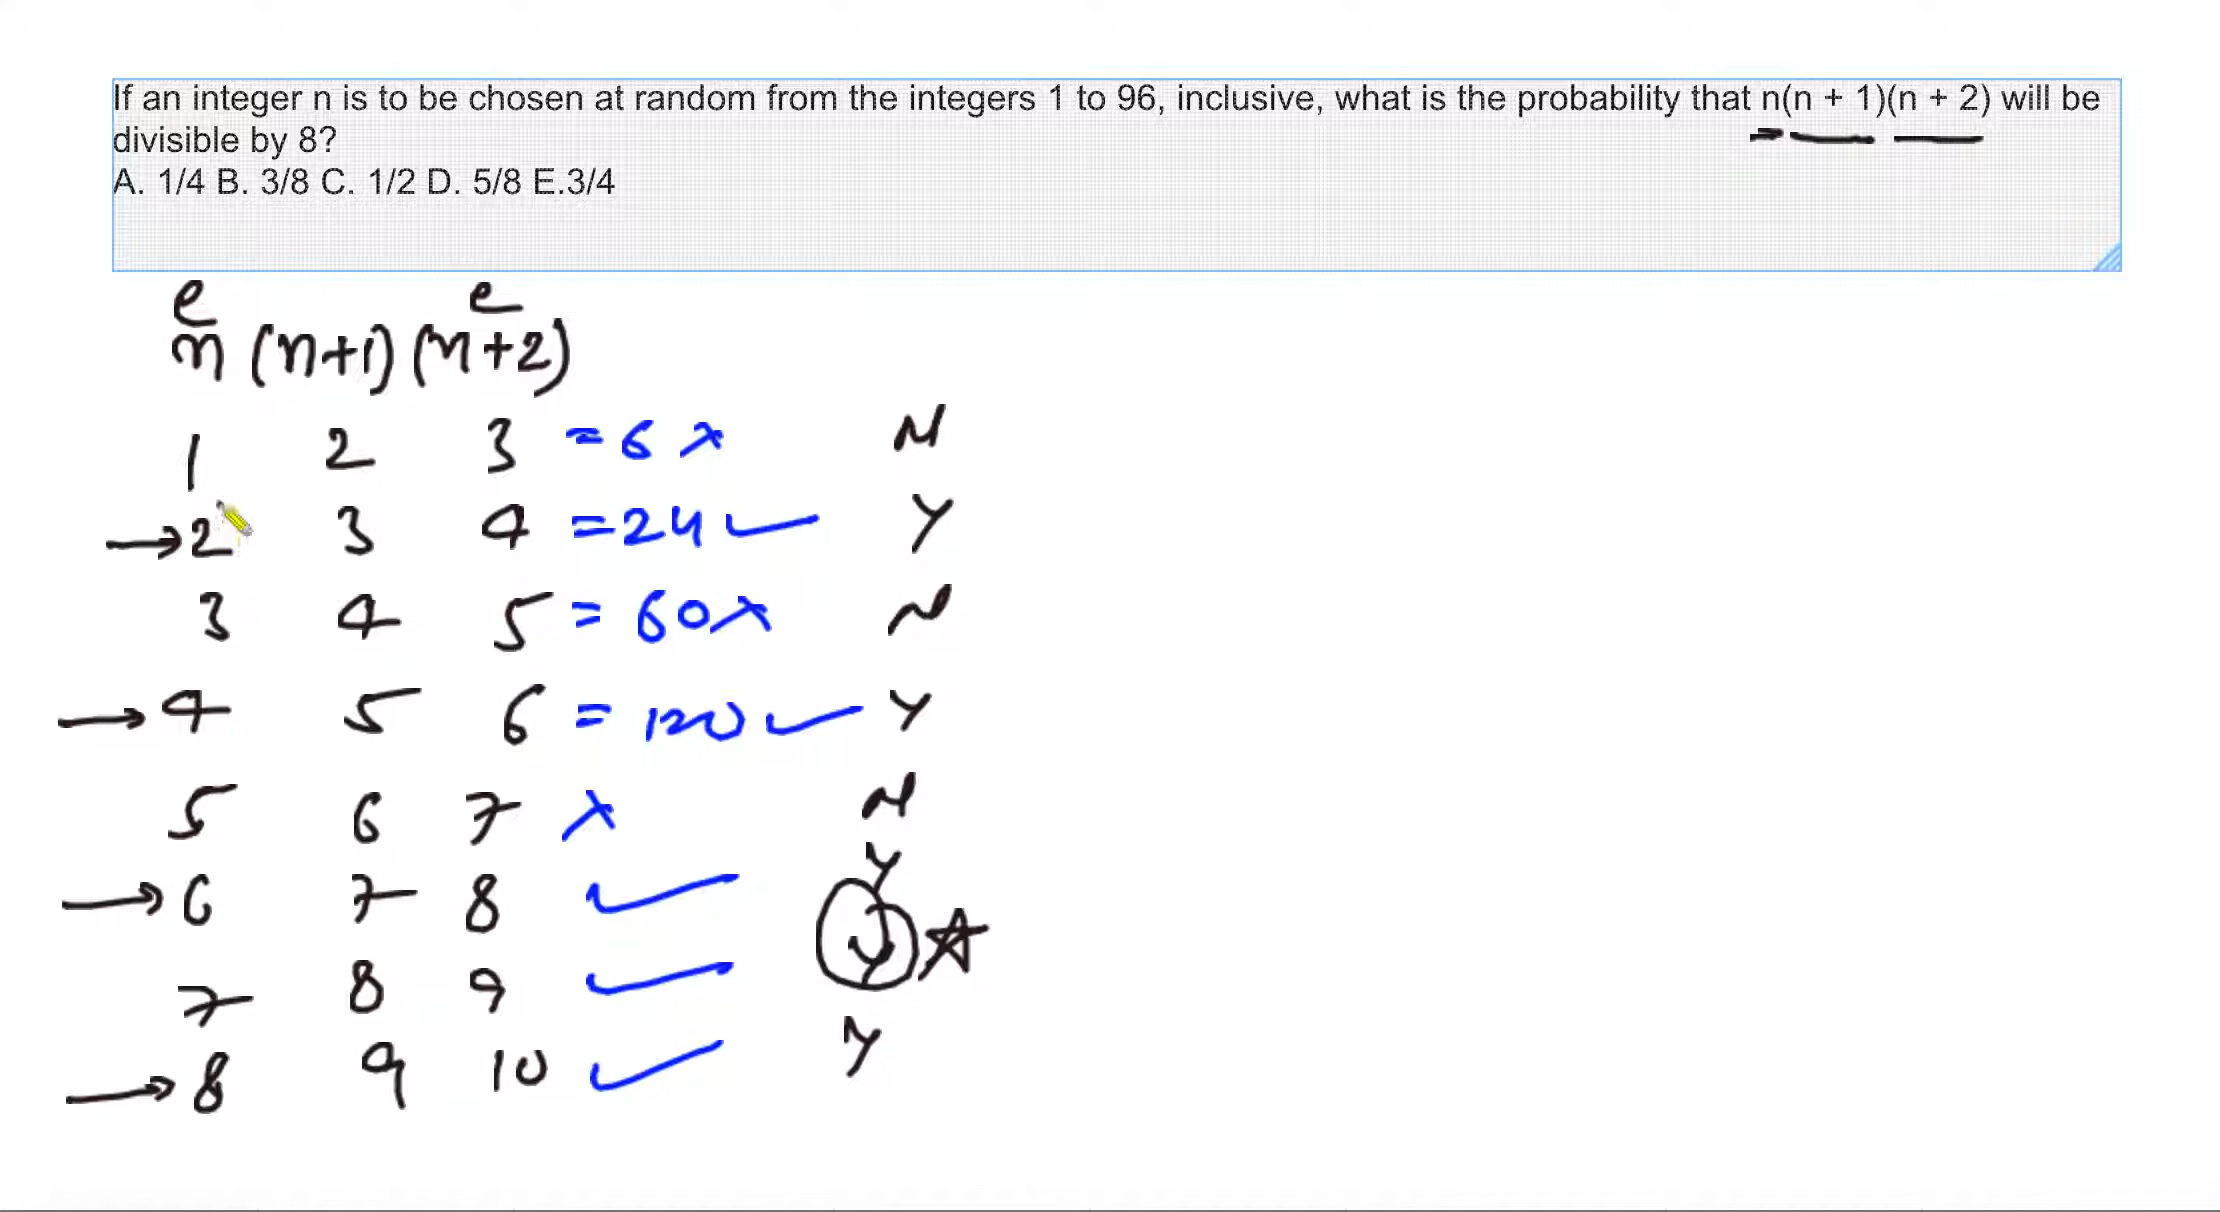 If an integer n is to be chosen at random from the integers 1 to 96, inclusive, what is the probability that n(n + 1)(n + 2) will be
divisible by 8?
A. 1/4 B. 3/8 C. 1/2 D. 5/8 E.3/4
e e
n (n+1) (n+2)
1 2 3 = 6 x N
→ 2 3 4 = 24 ✓ Y
3 4 5 = 60 x N
→ 4 5 6 = 120 ✓ Y
5 6 7 x N
→ 6 7 8 ✓ Y
7 8 9 ✓ Y ☆
→ 8 9 10 ✓ Y